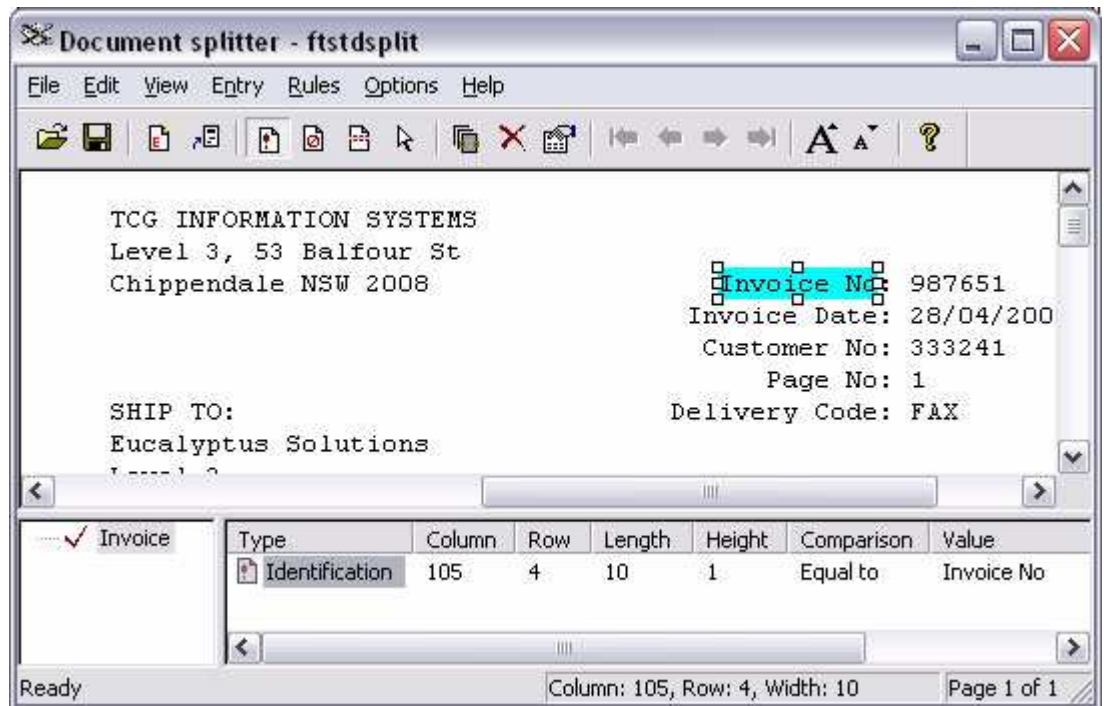 Document splitter - ftstdsplit
File Edit View Entry Rules Options Help
TCG INFORMATION SYSTEMS
Level 3, 53 Balfour St
Chippendale NSW 2008
Invoice No: 987651
Invoice Date: 28/04/200
Customer No: 333241
Page No: 1
SHIP TO:
Delivery Code: FAX
Eucalyptus Solutions
Invoice
Type Column Row Length Height Comparison Value
Identification 105 4 10 1 Equal to Invoice No
Ready
Column: 105, Row: 4, Width: 10
Page 1 of 1